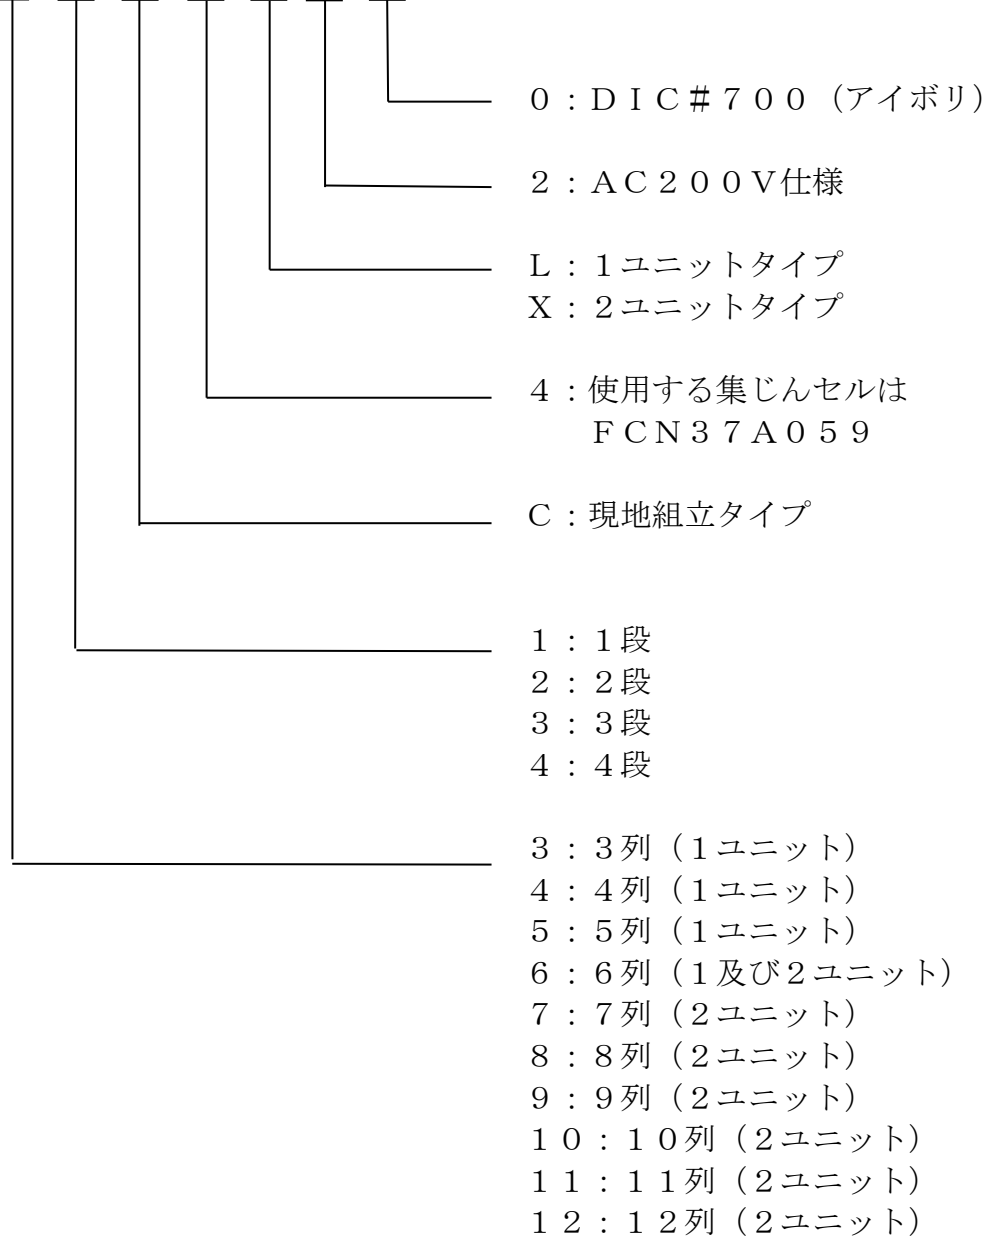 ０：ＤＩＣ＃７００（アイボリ）
２：ＡＣ２００Ｖ仕様
Ｌ：１ユニットタイプ
Ｘ：２ユニットタイプ
４：使用する集じんセルは
ＦＣＮ３７Ａ０５９
Ｃ：現地組立タイプ
１：１段
２：２段
３：３段
４：４段
３：３列（１ユニット）
４：４列（１ユニット）
５：５列（１ユニット）
６：６列（１及び２ユニット）
７：７列（２ユニット）
８：８列（２ユニット）
９：９列（２ユニット）
１０：１０列（２ユニット）
１１：１１列（２ユニット）
１２：１２列（２ユニット）